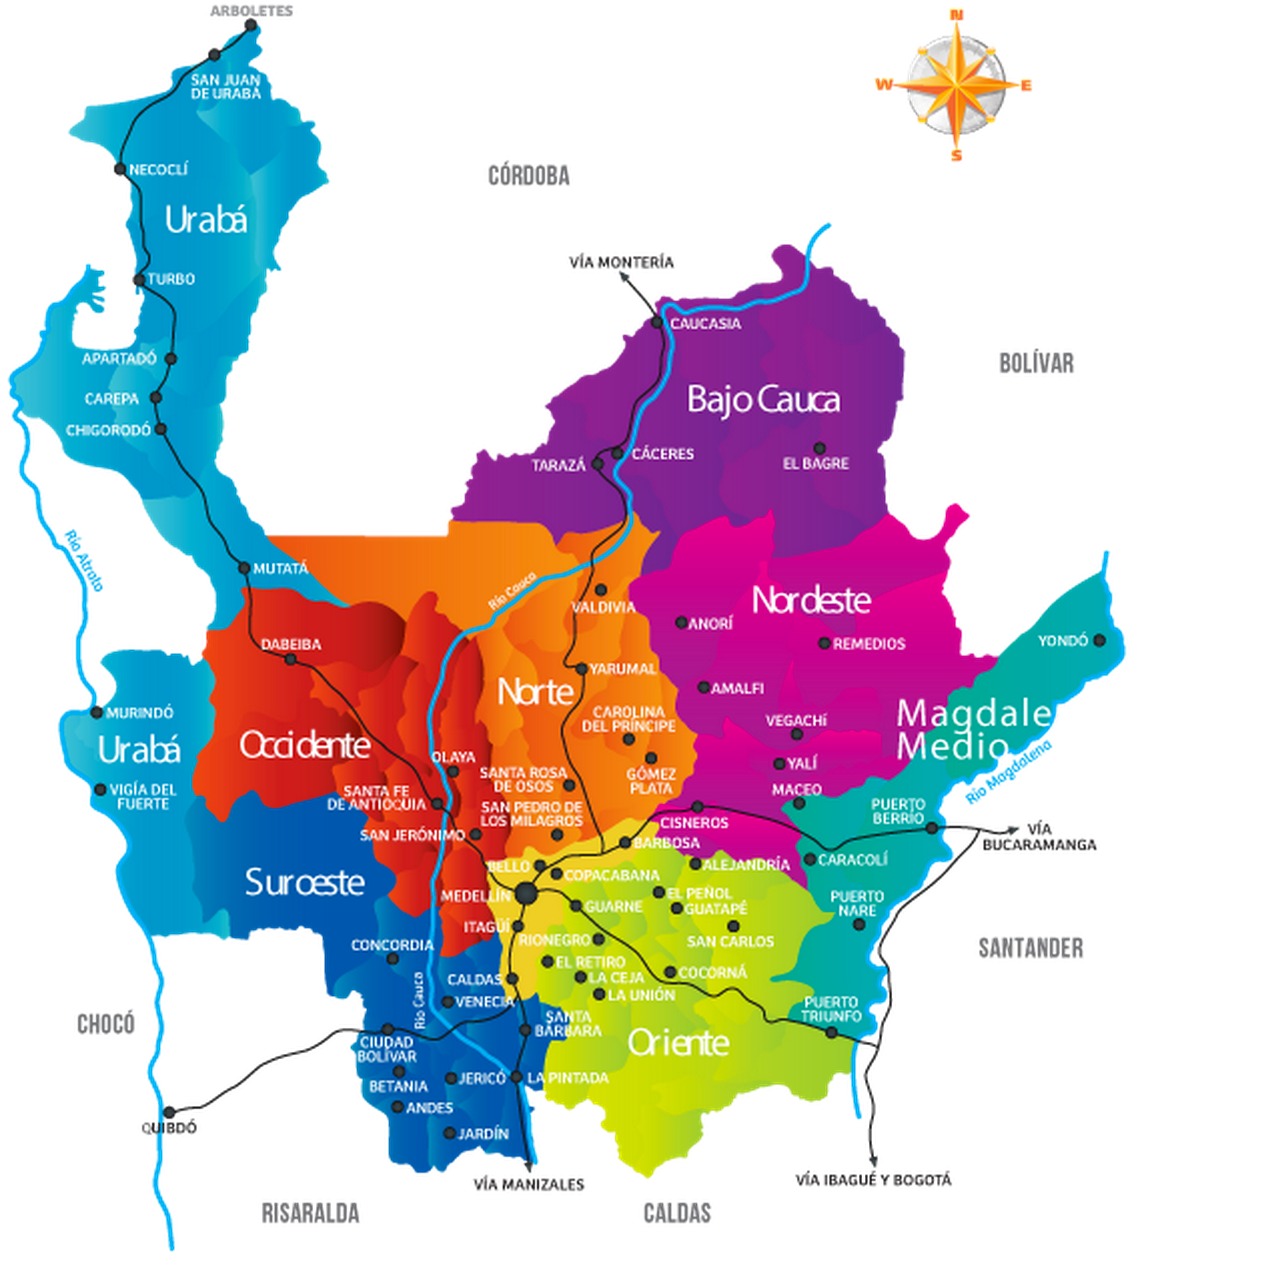 ARBOLETES
N
SAN JUAN
DE URABÁ
W
E
S
NECOCLÍ
CÓRDOBA
Urabá
VÍA MONTERÍA
TURBO
CAUCASIA
APARTADÓ
BOLÍVAR
CAREPA
Bajo Cauca
CHIGORODÓ
CÁCERES
TARAZÁ
EL BAGRE
Río Atrato
MUTATÁ
Río Cauca
VALDIVIA
Nordeste
ANORÍ
DABEIBA
REMEDIOS
YONDÓ
YARUMAL
Norte
AMALFI
MURINDÓ
CAROLINA
DEL PRÍNCIPE
VEGACHÍ
Magdale
Medio
Urabá
Occidente
OLAYA
YALÍ
Río Magdalena
SANTA ROSA
DE OSOS
GÓMEZ
PLATA
VIGÍA DEL
FUERTE
SANTA FE
DE ANTIOQUIA
MACEO
SAN PEDRO DE
LOS MILAGROS
PUERTO
BERRÍO
CISNEROS
SAN JERÓNIMO
VÍA
BUCARAMANGA
BARBOSA
BELLO
COPACABANA
ALEJANDRÍA
CARACOLÍ
Suroeste
MEDELLÍN
EL PEÑOL
GUARNE
GUATAPÉ
PUERTO
NARE
ITAGÜÍ
RIONEGRO
SAN CARLOS
CONCORDIA
SANTANDER
EL RETIRO
LA CEJA
COCORNÁ
CALDAS
LA UNIÓN
Río Cauca
VENECIA
PUERTO
TRIUNFO
CHOCÓ
SANTA
BÁRBARA
CIUDAD
BOLÍVAR
Oriente
BETANIA
JERICÓ
LA PINTADA
ANDES
QUIBDÓ
JARDÍN
VÍA MANIZALES
VÍA IBAGUÉ Y BOGOTÁ
RISARALDA
CALDAS